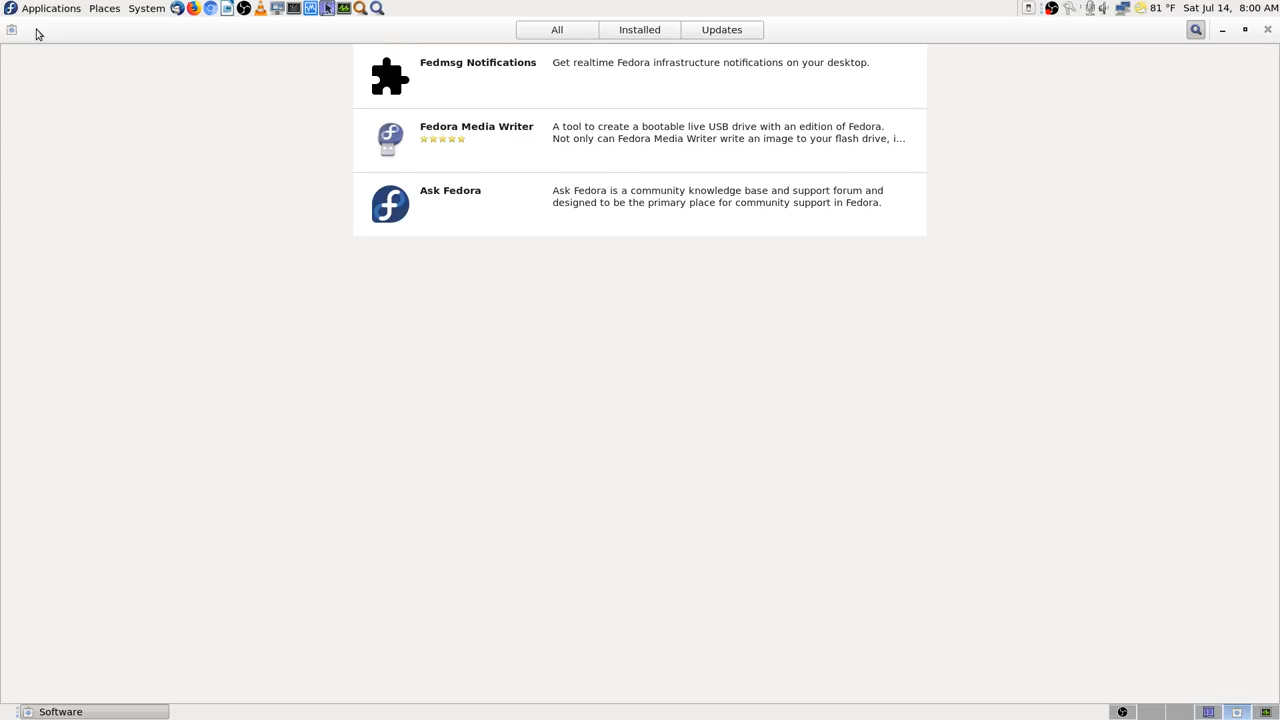 Applications Places System 81 °F Sat Jul 14, 8:00 AM
All Installed Updates
Fedmsg Notifications Get realtime Fedora infrastructure notifications on your desktop.
Fedora Media Writer A tool to create a bootable live USB drive with an edition of Fedora.
Not only can Fedora Media Writer write an image to your flash drive, i...
Ask Fedora Ask Fedora is a community knowledge base and support forum and
designed to be the primary place for community support in Fedora.
Software